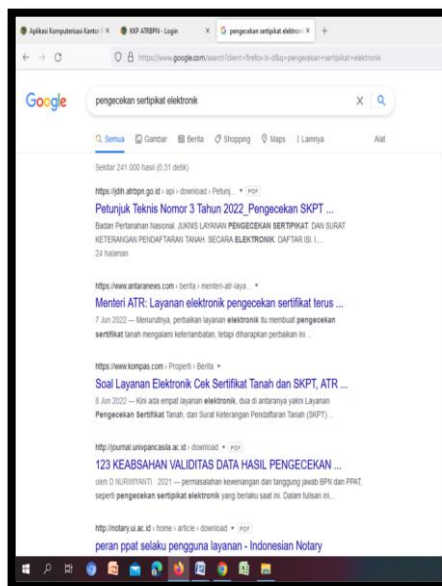 Aplikasi Komputerisasi Kantor
KKP ATRBPN - Login
pengecekan sertipikat elektroni
https://www.google.com/search?client=firefox-b-d&q=pengecekan+sertipikat+elektronik
Google
pengecekan sertipikat elektronik
Semua Gambar Berita Shopping Maps Lainnya Alat
Sekitar 241.000 hasil (0,31 detik)
https://jdih.atrbpn.go.id › api › download › Petunj... PDF
Petunjuk Teknis Nomor 3 Tahun 2022_Pengecekan SKPT ...
Badan Pertanahan Nasional. JUKNIS LAYANAN PENGECEKAN SERTIPIKAT. DAN SURAT
KETERANGAN PENDAFTARAN TANAH. SECARA ELEKTRONIK. DAFTAR ISI. I....
24 halaman
https://www.antaranews.com › berita › menteri-atr-laya...
Menteri ATR: Layanan elektronik pengecekan sertifikat terus ...
7 Jun 2022 — Menurutnya, perbaikan layanan elektronik itu membuat pengecekan
sertifikat tanah mengalami keterlambatan, tetapi diharapkan perbaikan ini ...
https://www.kompas.com › Properti › Berita
Soal Layanan Elektronik Cek Sertifikat Tanah dan SKPT, ATR ...
8 Jun 2022 — Kini ada empat layanan elektronik, dua di antaranya yakni Layanan
Pengecekan Sertifikat Tanah, dan Surat Keterangan Pendaftaran Tanah (SKPT) ...
http://journal.univpancasila.ac.id › download PDF
123 KEABSAHAN VALIDITAS DATA HASIL PENGECEKAN ...
oleh D NURWIYANTI · 2021 — permasalahan kewenangan dan tanggung jawab BPN dan PPAT,
seperti pengecekan sertipikat elektronik yang berlaku saat ini. Dalam tulisan ini...
http://notary.ui.ac.id › home › article › download PDF
peran ppat selaku pengguna layanan - Indonesian Notary